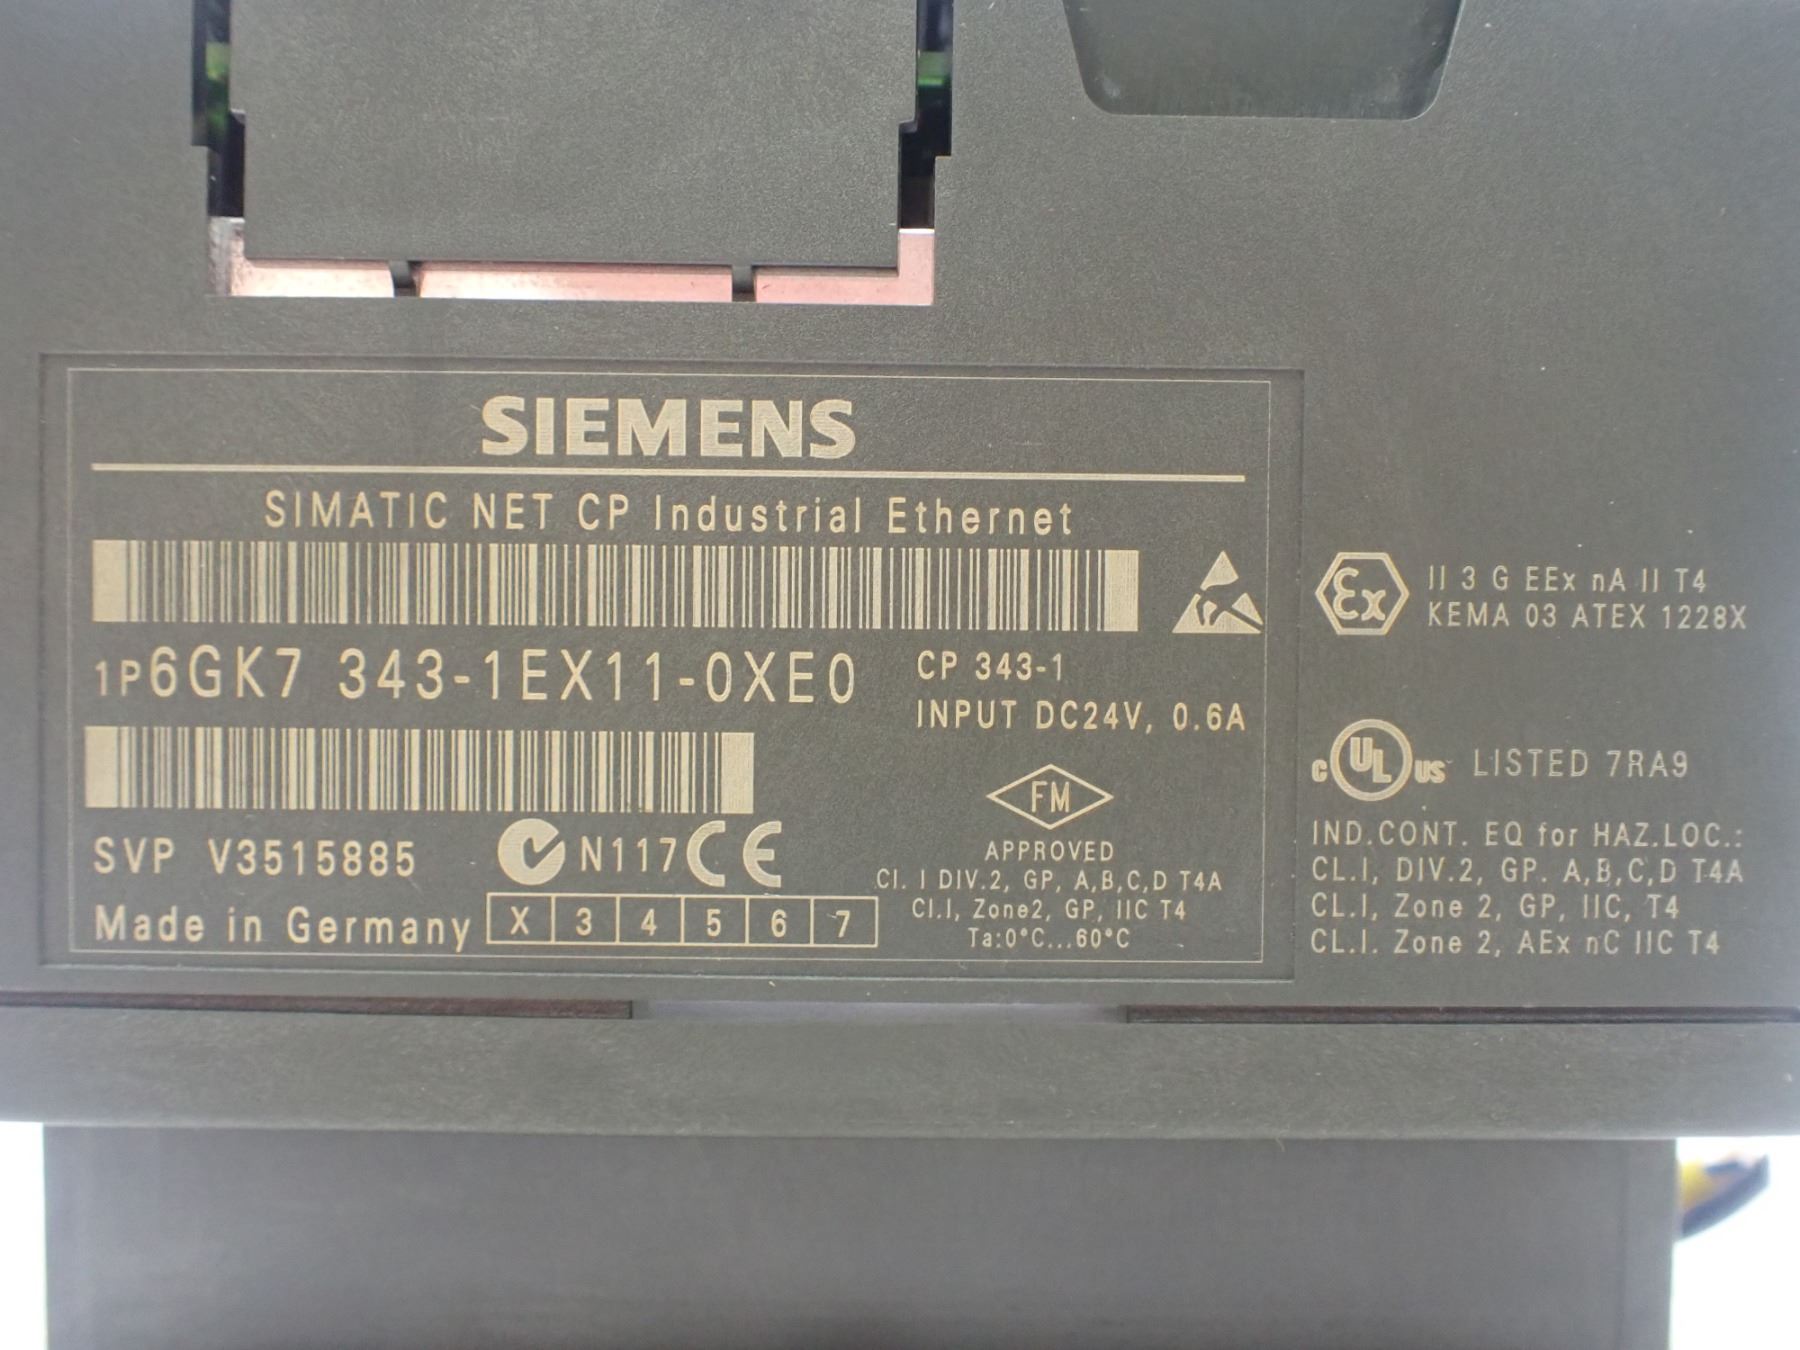 SIEMENS
SIMATIC NET CP Industrial Ethernet
1P6GK7 343-1EX11-0XE0
CP 343-1
INPUT DC24V, 0.6A
SVP V3515885
N117 CE
Made in Germany
X 3 4 5 6 7
FM
APPROVED
Cl. I DIV.2, GP, A,B,C,D T4A
Cl.I, Zone2, GP, IIC T4
Ta:0°C...60°C
Ex
II 3 G EEx nA II T4
KEMA 03 ATEX 1228X
c UL US LISTED 7RA9
IND.CONT. EQ for HAZ.LOC.:
CL.I, DIV.2, GP. A,B,C,D T4A
CL.I, Zone 2, GP, IIC, T4
CL.I. Zone 2, AEx nC IIC T4